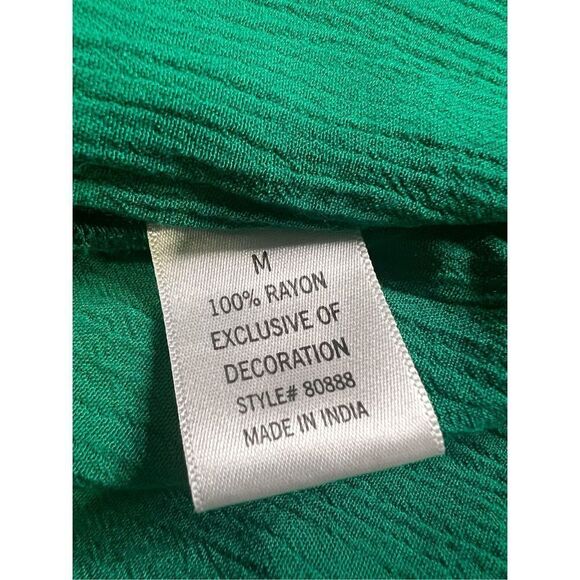 M
100% RAYON
EXCLUSIVE OF
DECORATION
STYLE# 80888
MADE IN INDIA